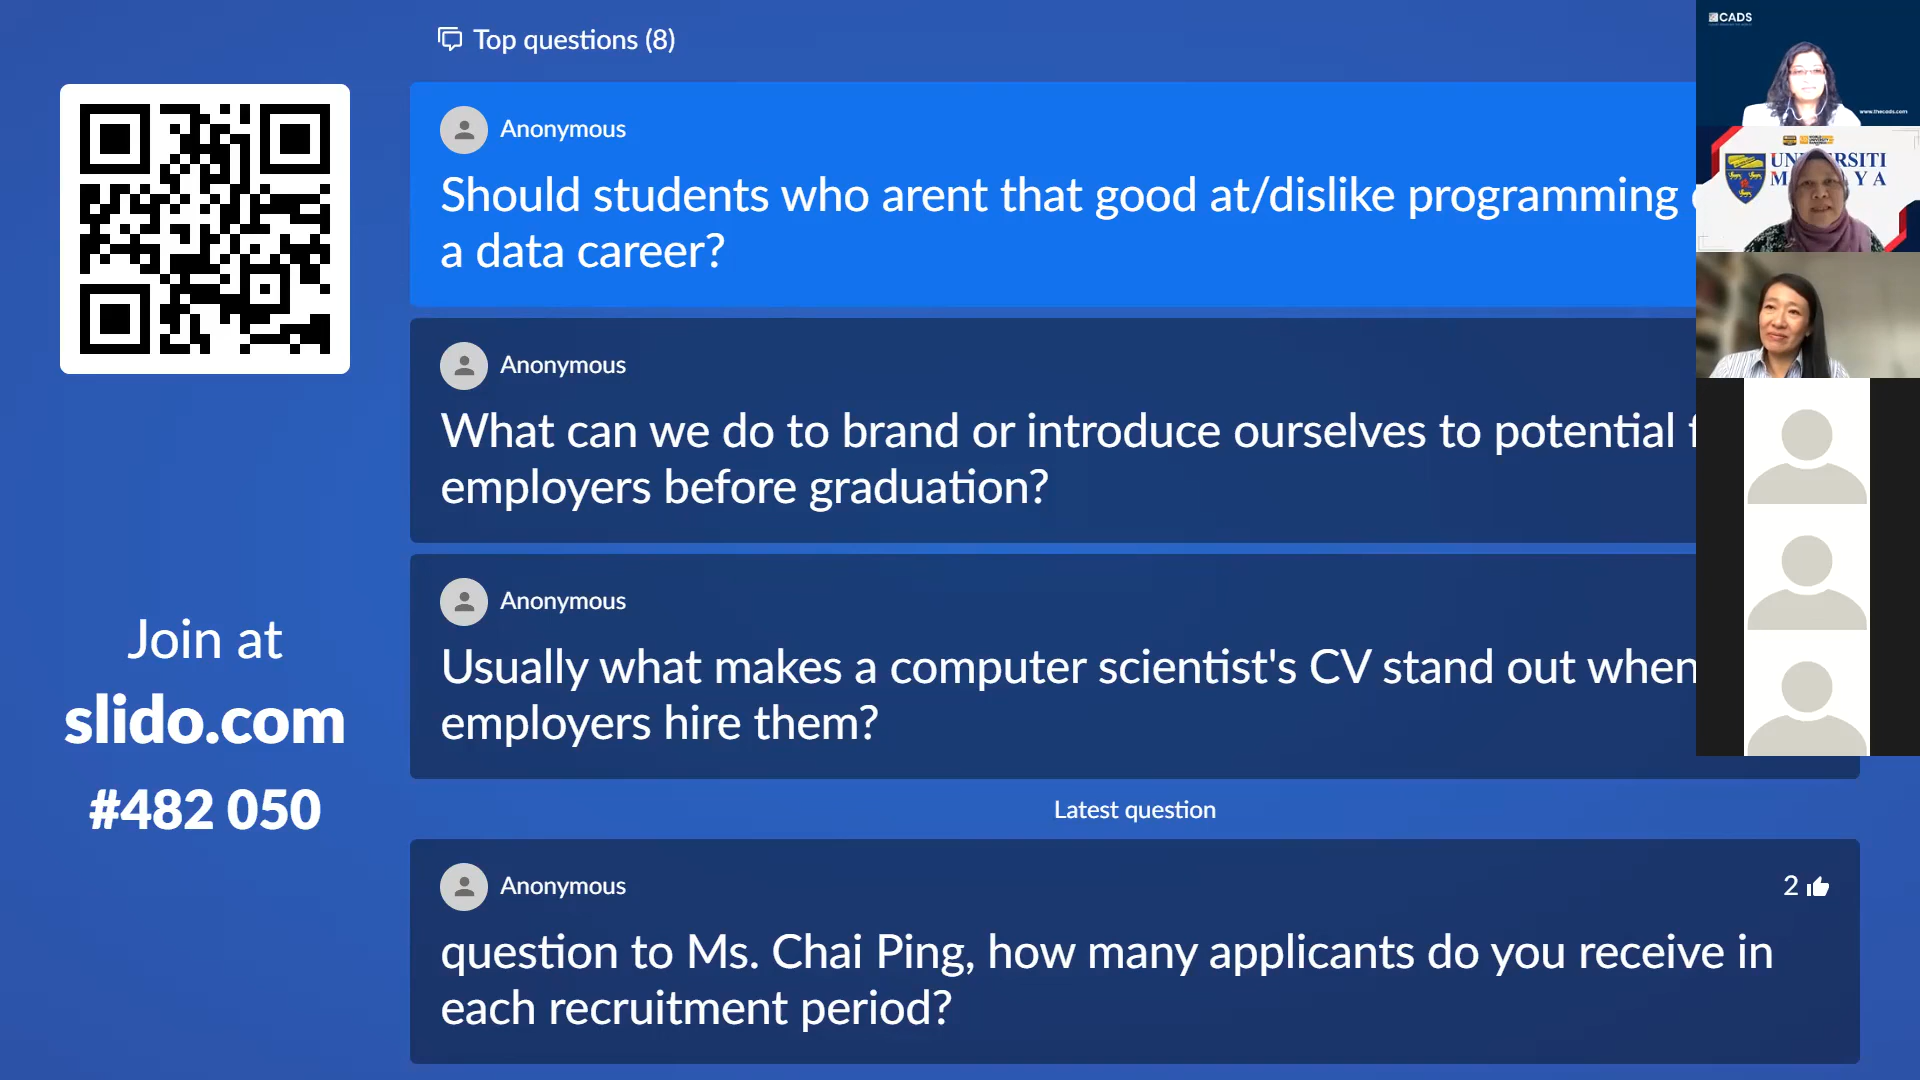 Top questions (8)
Anonymous
Should students who arent that good at/dislike programming
a data career?
Anonymous
What can we do to brand or introduce ourselves to potential
employers before graduation?
Anonymous
Usually what makes a computer scientist's CV stand out when
employers hire them?
Latest question
Anonymous
2
question to Ms. Chai Ping, how many applicants do you receive in
each recruitment period?
Join at
slido.com
#482 050
CADS
www.thecads.com